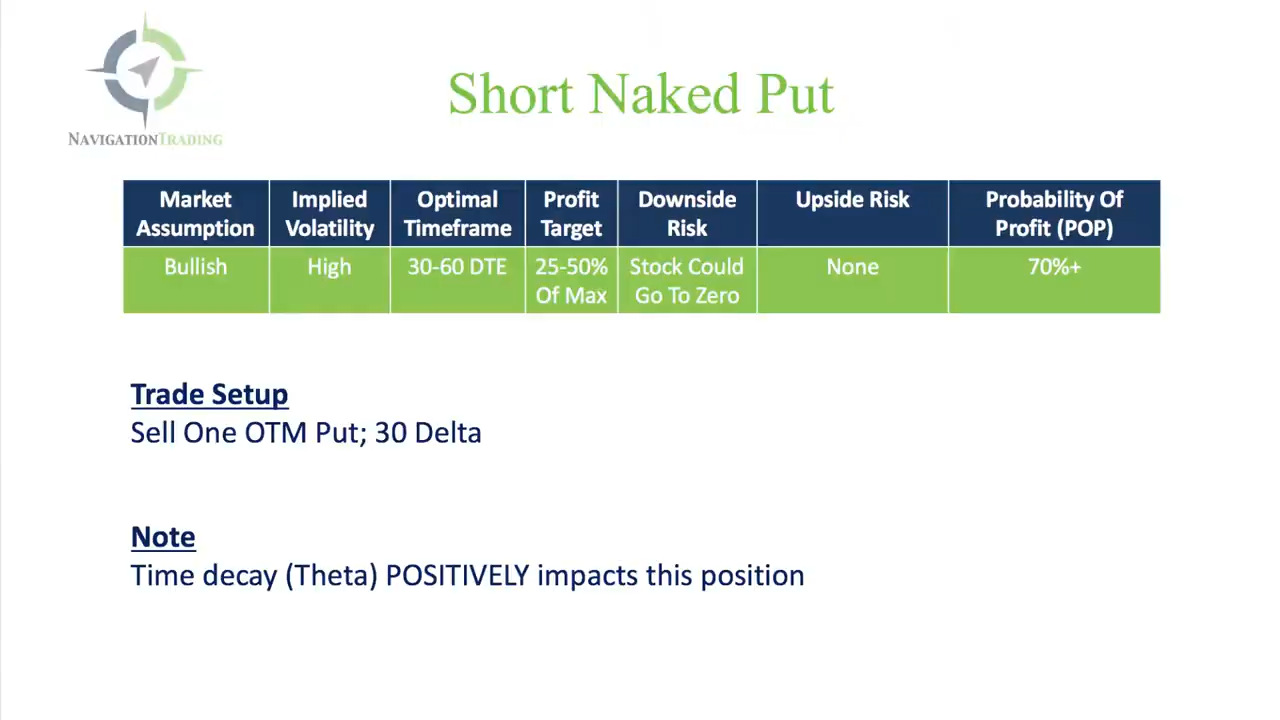 NAVIGATIONTRADING
Short Naked Put
Market Assumption
Implied Volatility
Optimal Timeframe
Profit Target
Downside Risk
Upside Risk
Probability Of Profit (POP)
Bullish
High
30-60 DTE
25-50% Of Max
Stock Could Go To Zero
None
70%+
Trade Setup
Sell One OTM Put; 30 Delta
Note
Time decay (Theta) POSITIVELY impacts this position